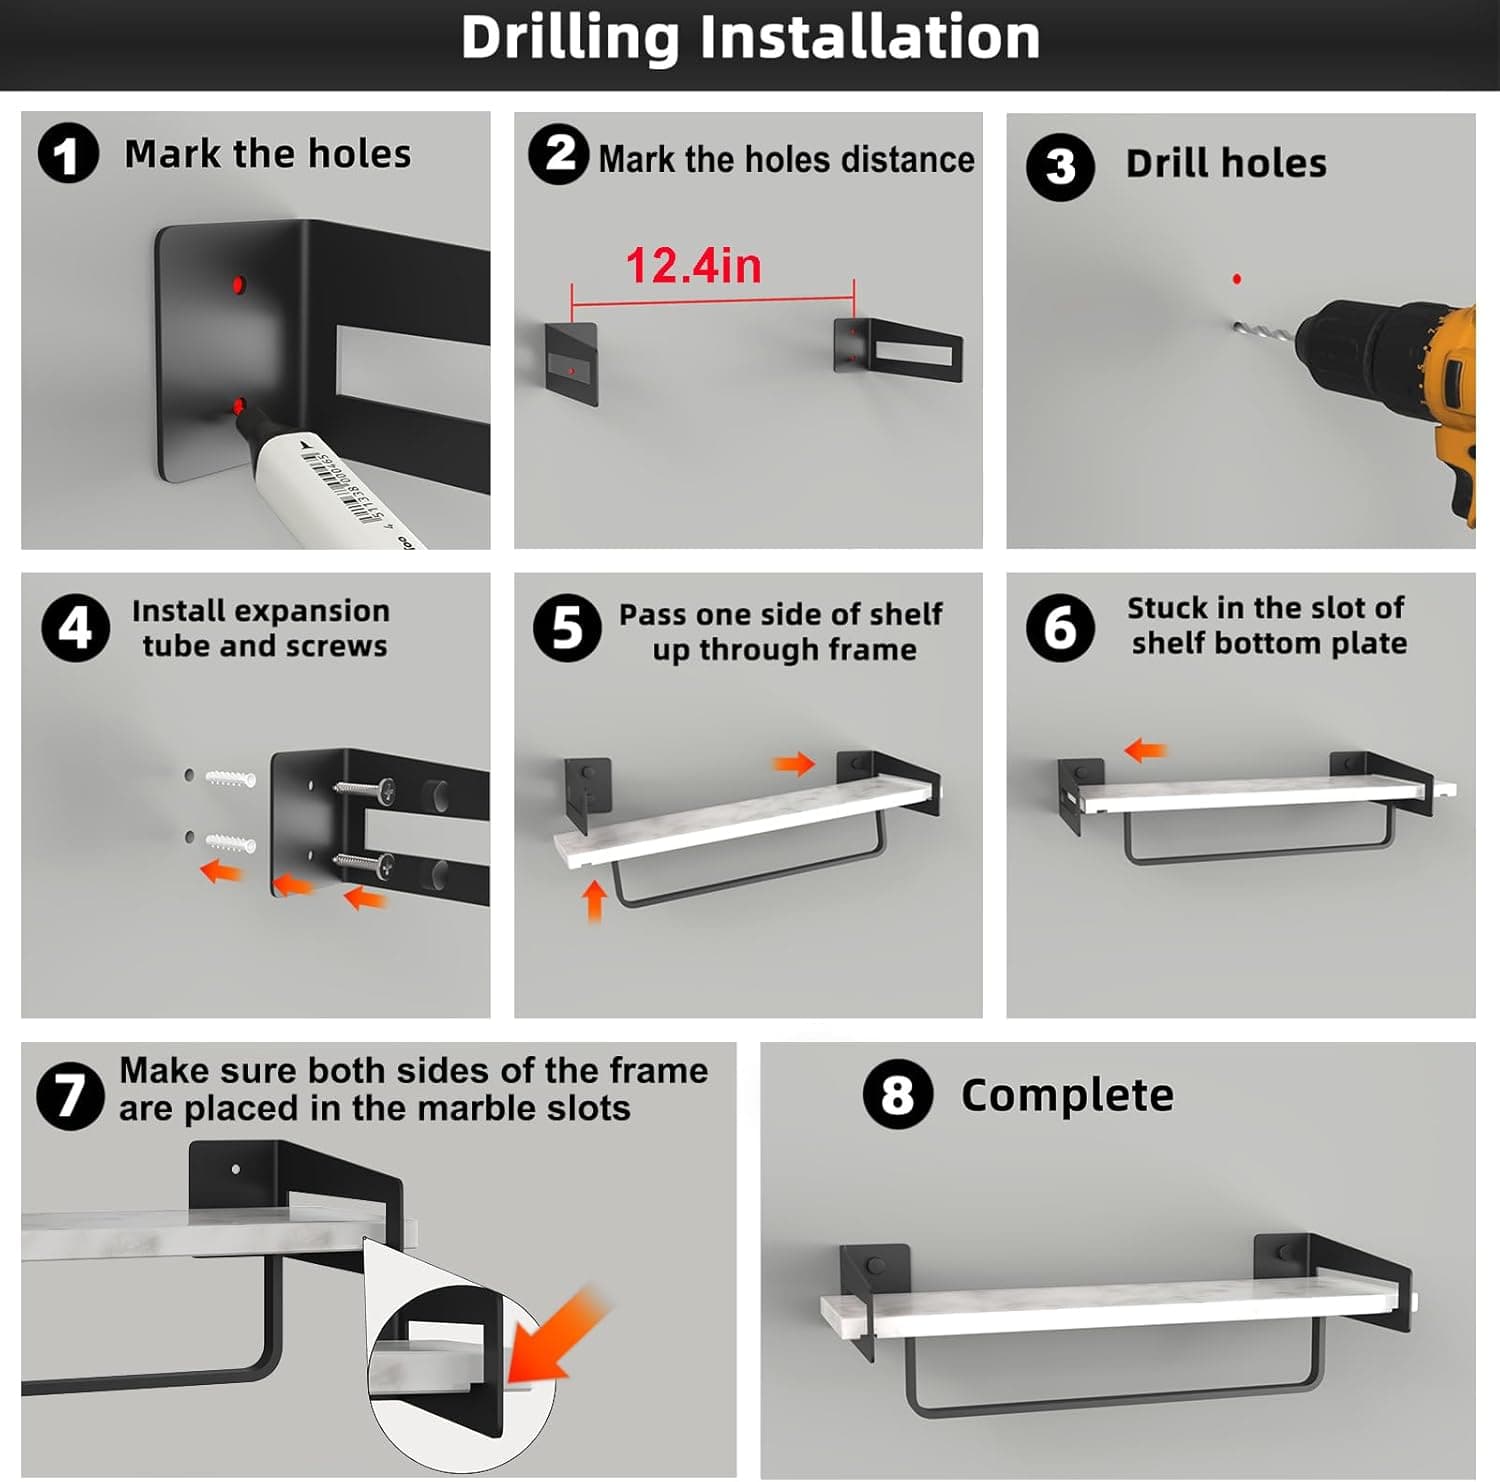 Drilling Installation
1 Mark the holes
2 Mark the holes distance
12.4in
3 Drill holes
4 Install expansion
tube and screws
5 Pass one side of shelf
up through frame
6 Stuck in the slot of
shelf bottom plate
7 Make sure both sides of the frame
are placed in the marble slots
8 Complete